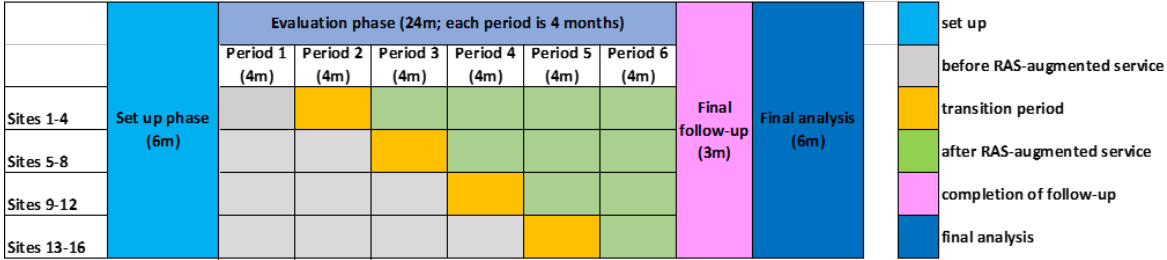 Evaluation phase (24m; each period is 4 months)
Period 1 Period 2 Period 3 Period 4 Period 5 Period 6
(4m) (4m) (4m) (4m) (4m) (4m)
Sites 1-4
Sites 5-8
Sites 9-12
Sites 13-16
Set up phase
(6m)
Final
follow-up
(3m)
Final analysis
(6m)
set up
before RAS-augmented service
transition period
after RAS-augmented service
completion of follow-up
final analysis